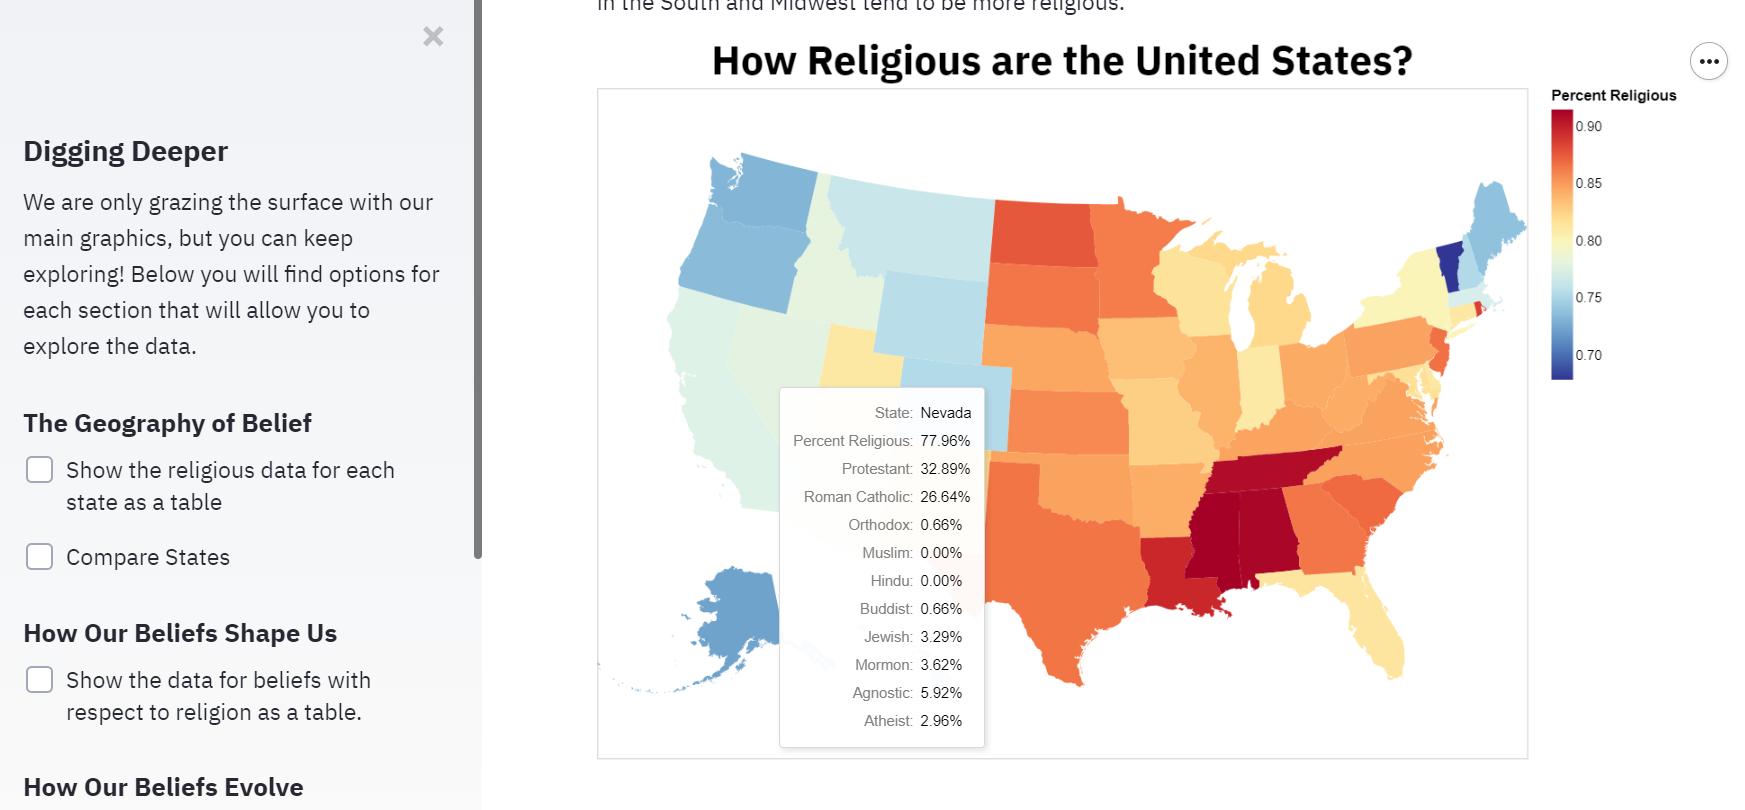 in the South and Midwest tend to be more religious.
×
Digging Deeper
We are only grazing the surface with our
main graphics, but you can keep
exploring! Below you will find options for
each section that will allow you to
explore the data.
The Geography of Belief
Show the religious data for each
state as a table
Compare States
How Our Beliefs Shape Us
Show the data for beliefs with
respect to religion as a table.
How Our Beliefs Evolve
How Religious are the United States?
State: Nevada
Percent Religious: 77.96%
Protestant: 32.89%
Roman Catholic: 26.64%
Orthodox: 0.66%
Muslim: 0.00%
Hindu: 0.00%
Buddist: 0.66%
Jewish: 3.29%
Mormon: 3.62%
Agnostic: 5.92%
Atheist: 2.96%
Percent Religious
0.90
0.85
0.80
0.75
0.70